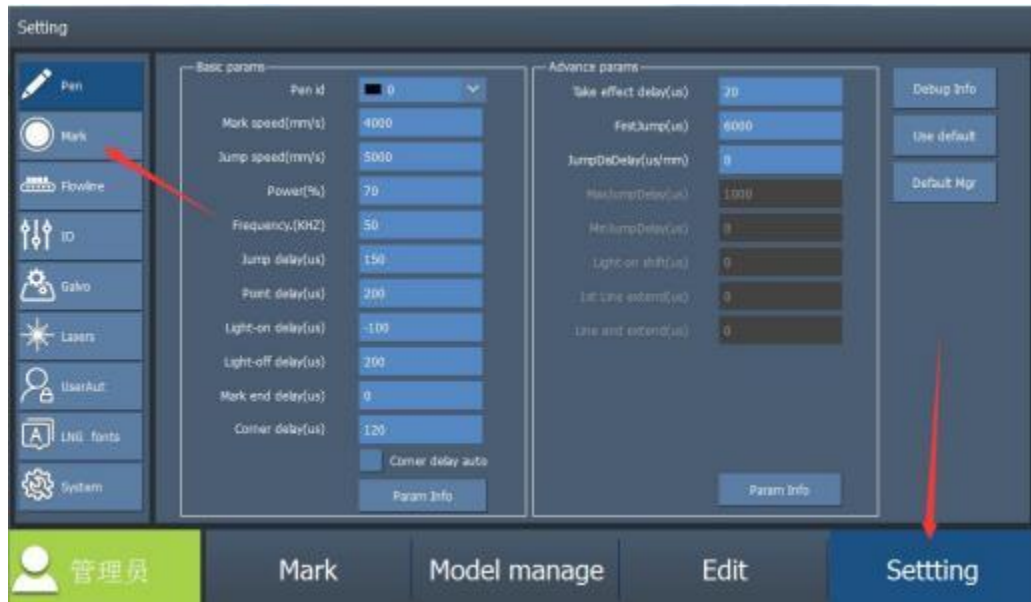 Setting
Pen
Mark
Flowline
IO
Galvo
Lasers
UserAut
LNG fonts
System
Basic params
Pen id 0
Mark speed(mm/s) 4000
Jump speed(mm/s) 5000
Power(%) 70
Frequency.(KHZ) 50
Jump delay(us) 150
Point delay(us) 200
Light-on delay(us) -100
Light-off delay(us) 200
Mark end delay(us) 0
Corner delay(us) 120
Corner delay auto
Param Info
Advance params
Take effect delay(us) 20
FestJump(us) 6000
JumpDisDelay(us/mm) 0
MaxJumpDelay(us) 1000
MinJumpDelay(us) 0
Light on shift(us) 0
1st Line extend(us) 0
Line end extend(us) 0
Param Info
Debug Info
Use default
Default Mgr
管理员
Mark
Model manage
Edit
Settting